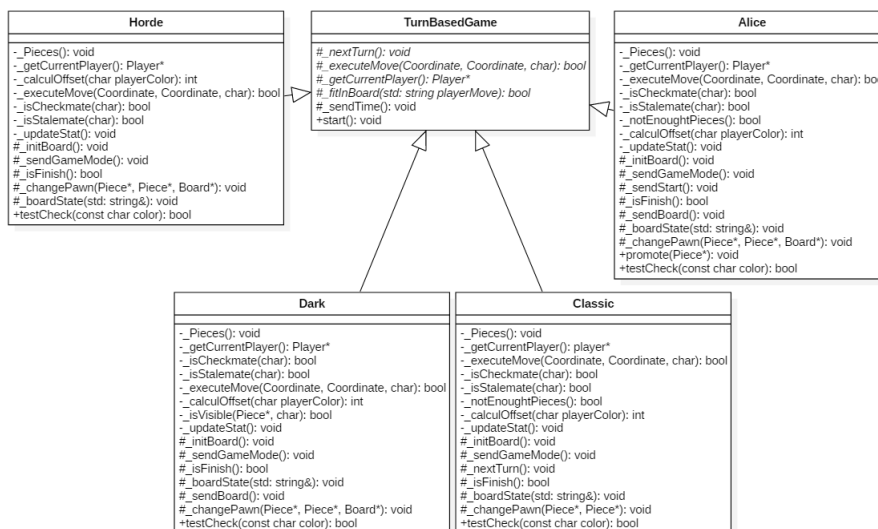 Horde
-_Pieces(): void
-_getCurrentPlayer(): Player*
-_calculOffset(char playerColor): int
-_executeMove(Coordinate, Coordinate, char): bool
-_isCheckmate(char): bool
-_isStalemate(char): bool
-_updateStat(): void
#_initBoard(): void
#_sendGameMode(): void
#_isFinish(): bool
#_changePawn(Piece*, Piece*, Board*): void
#_boardState(std: string&): void
+testCheck(const char color): bool
TurnBasedGame
#_nextTurn(): void
#_executeMove(Coordinate, Coordinate, char): bool
#_getCurrentPlayer(): Player*
#_fitInBoard(std: string playerMove): bool
#_sendTime(): void
+start(): void
Alice
-_Pieces(): void
-_getCurrentPlayer(): Player*
-_executeMove(Coordinate, Coordinate, char): boo
-_isCheckmate(char): bool
-_isStalemate(char): bool
-_notEnoughtPieces(): bool
-_calculOffset(char playerColor): int
-_updateStat(): void
#_initBoard(): void
#_sendGameMode(): void
#_sendStart(): void
#_isFinish(): bool
#_sendBoard(): void
#_boardState(std: string&): void
#_changePawn(Piece*, Piece*, Board*): void
+promote(Piece*): void
+testCheck(const char color): bool
Dark
-_Pieces(): void
-_getCurrentPlayer(): Player*
-_isCheckmate(char): bool
-_isStalemate(char): bool
-_executeMove(Coordinate, Coordinate, char): bool
-_calculOffset(char playerColor): int
-_isVisible(Piece*, char): bool
-_updateStat(): void
#_initBoard(): void
#_sendGameMode(): void
#_isFinish(): bool
#_boardState(std: string&): void
#_sendBoard(): void
#_changePawn(Piece*, Piece*, Board*): void
+testCheck(const char color): bool
Classic
-_Pieces(): void
-_getCurrentPlayer(): player*
-_executeMove(Coordinate, Coordinate, char): bool
-_isCheckmate(char): bool
-_isStalemate(char): bool
-_notEnoughtPieces(): bool
-_calculOffset(char playerColor): int
-_updateStat(): void
#_initBoard(): void
#_sendGameMode(): void
#_nextTurn(): void
#_isFinish(): bool
#_boardState(std: string&): void
#_changePawn(Piece*, Piece*): void
+testCheck(const char color): bool